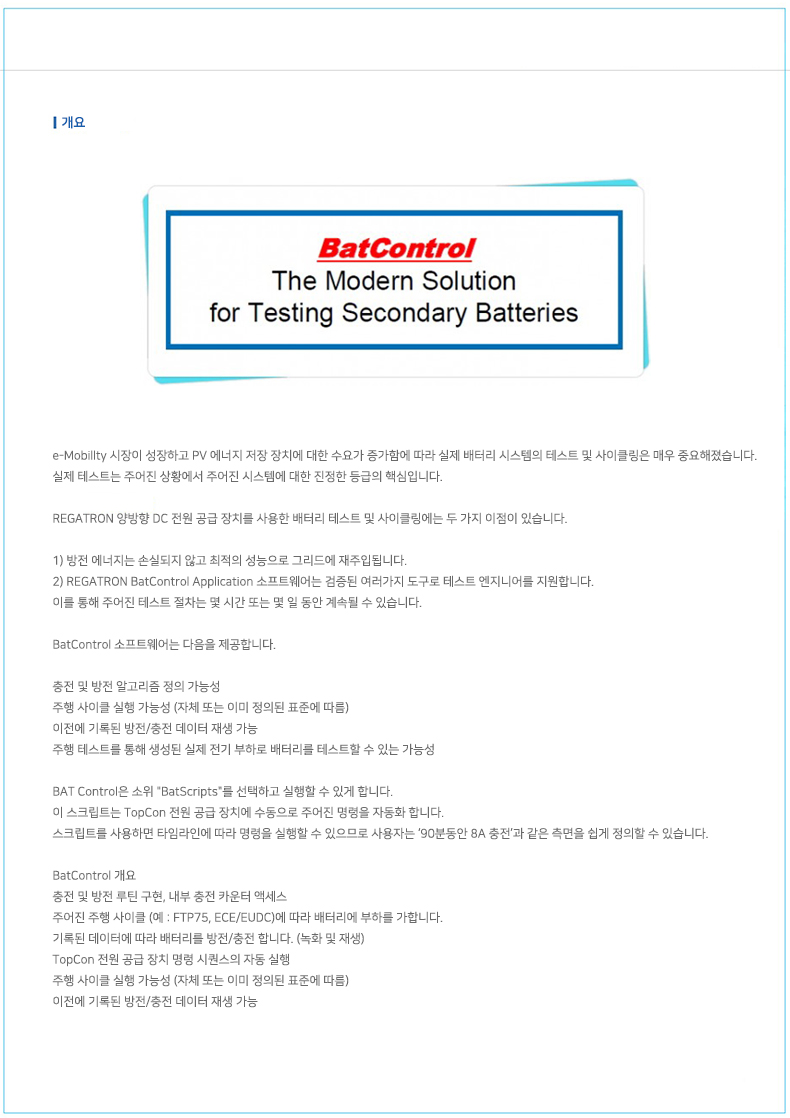 개요
BatControl
The Modern Solution
for Testing Secondary Batteries
e-Mobillty 시장이 성장하고 PV 에너지 저장 장치에 대한 수요가 증가함에 따라 실제 배터리 시스템의 테스트 및 사이클링은 매우 중요해졌습니다.
실제 테스트는 주어진 상황에서 주어진 시스템에 대한 진정한 등급의 핵심입니다.
REGATRON 양방향 DC 전원 공급 장치를 사용한 배터리 테스트 및 사이클링에는 두 가지 이점이 있습니다.
1) 방전 에너지는 손실되지 않고 최적의 성능으로 그리드에 재주입됩니다.
2) REGATRON BatControl Application 소프트웨어는 검증된 여러가지 도구로 테스트 엔지니어를 지원합니다.
이를 통해 주어진 테스트 절차는 몇 시간 또는 몇 일 동안 계속될 수 있습니다.
BatControl 소프트웨어는 다음을 제공합니다.
충전 및 방전 알고리즘 정의 가능성
주행 사이클 실행 가능성 (자체 또는 이미 정의된 표준에 따름)
이전에 기록된 방전/충전 데이터 재생 가능
주행 테스트를 통해 생성된 실제 전기 부하로 배터리를 테스트할 수 있는 가능성
BAT Control은 소위 "BatScripts"를 선택하고 실행할 수 있게 합니다.
이 스크립트는 TopCon 전원 공급 장치에 수동으로 주어진 명령을 자동화 합니다.
스크립트를 사용하면 타임라인에 따라 명령을 실행할 수 있으므로 사용자는 '90분동안 8A 충전'과 같은 측면을 쉽게 정의할 수 있습니다.
BatControl 개요
충전 및 방전 루틴 구현, 내부 충전 카운터 액세스
주어진 주행 사이클 (예 : FTP75, ECE/EUDC)에 따라 배터리에 부하를 가합니다.
기록된 데이터에 따라 배터리를 방전/충전 합니다. (녹화 및 재생)
TopCon 전원 공급 장치 명령 시퀀스의 자동 실행
주행 사이클 실행 가능성 (자체 또는 이미 정의된 표준에 따름)
이전에 기록된 방전/충전 데이터 재생 가능